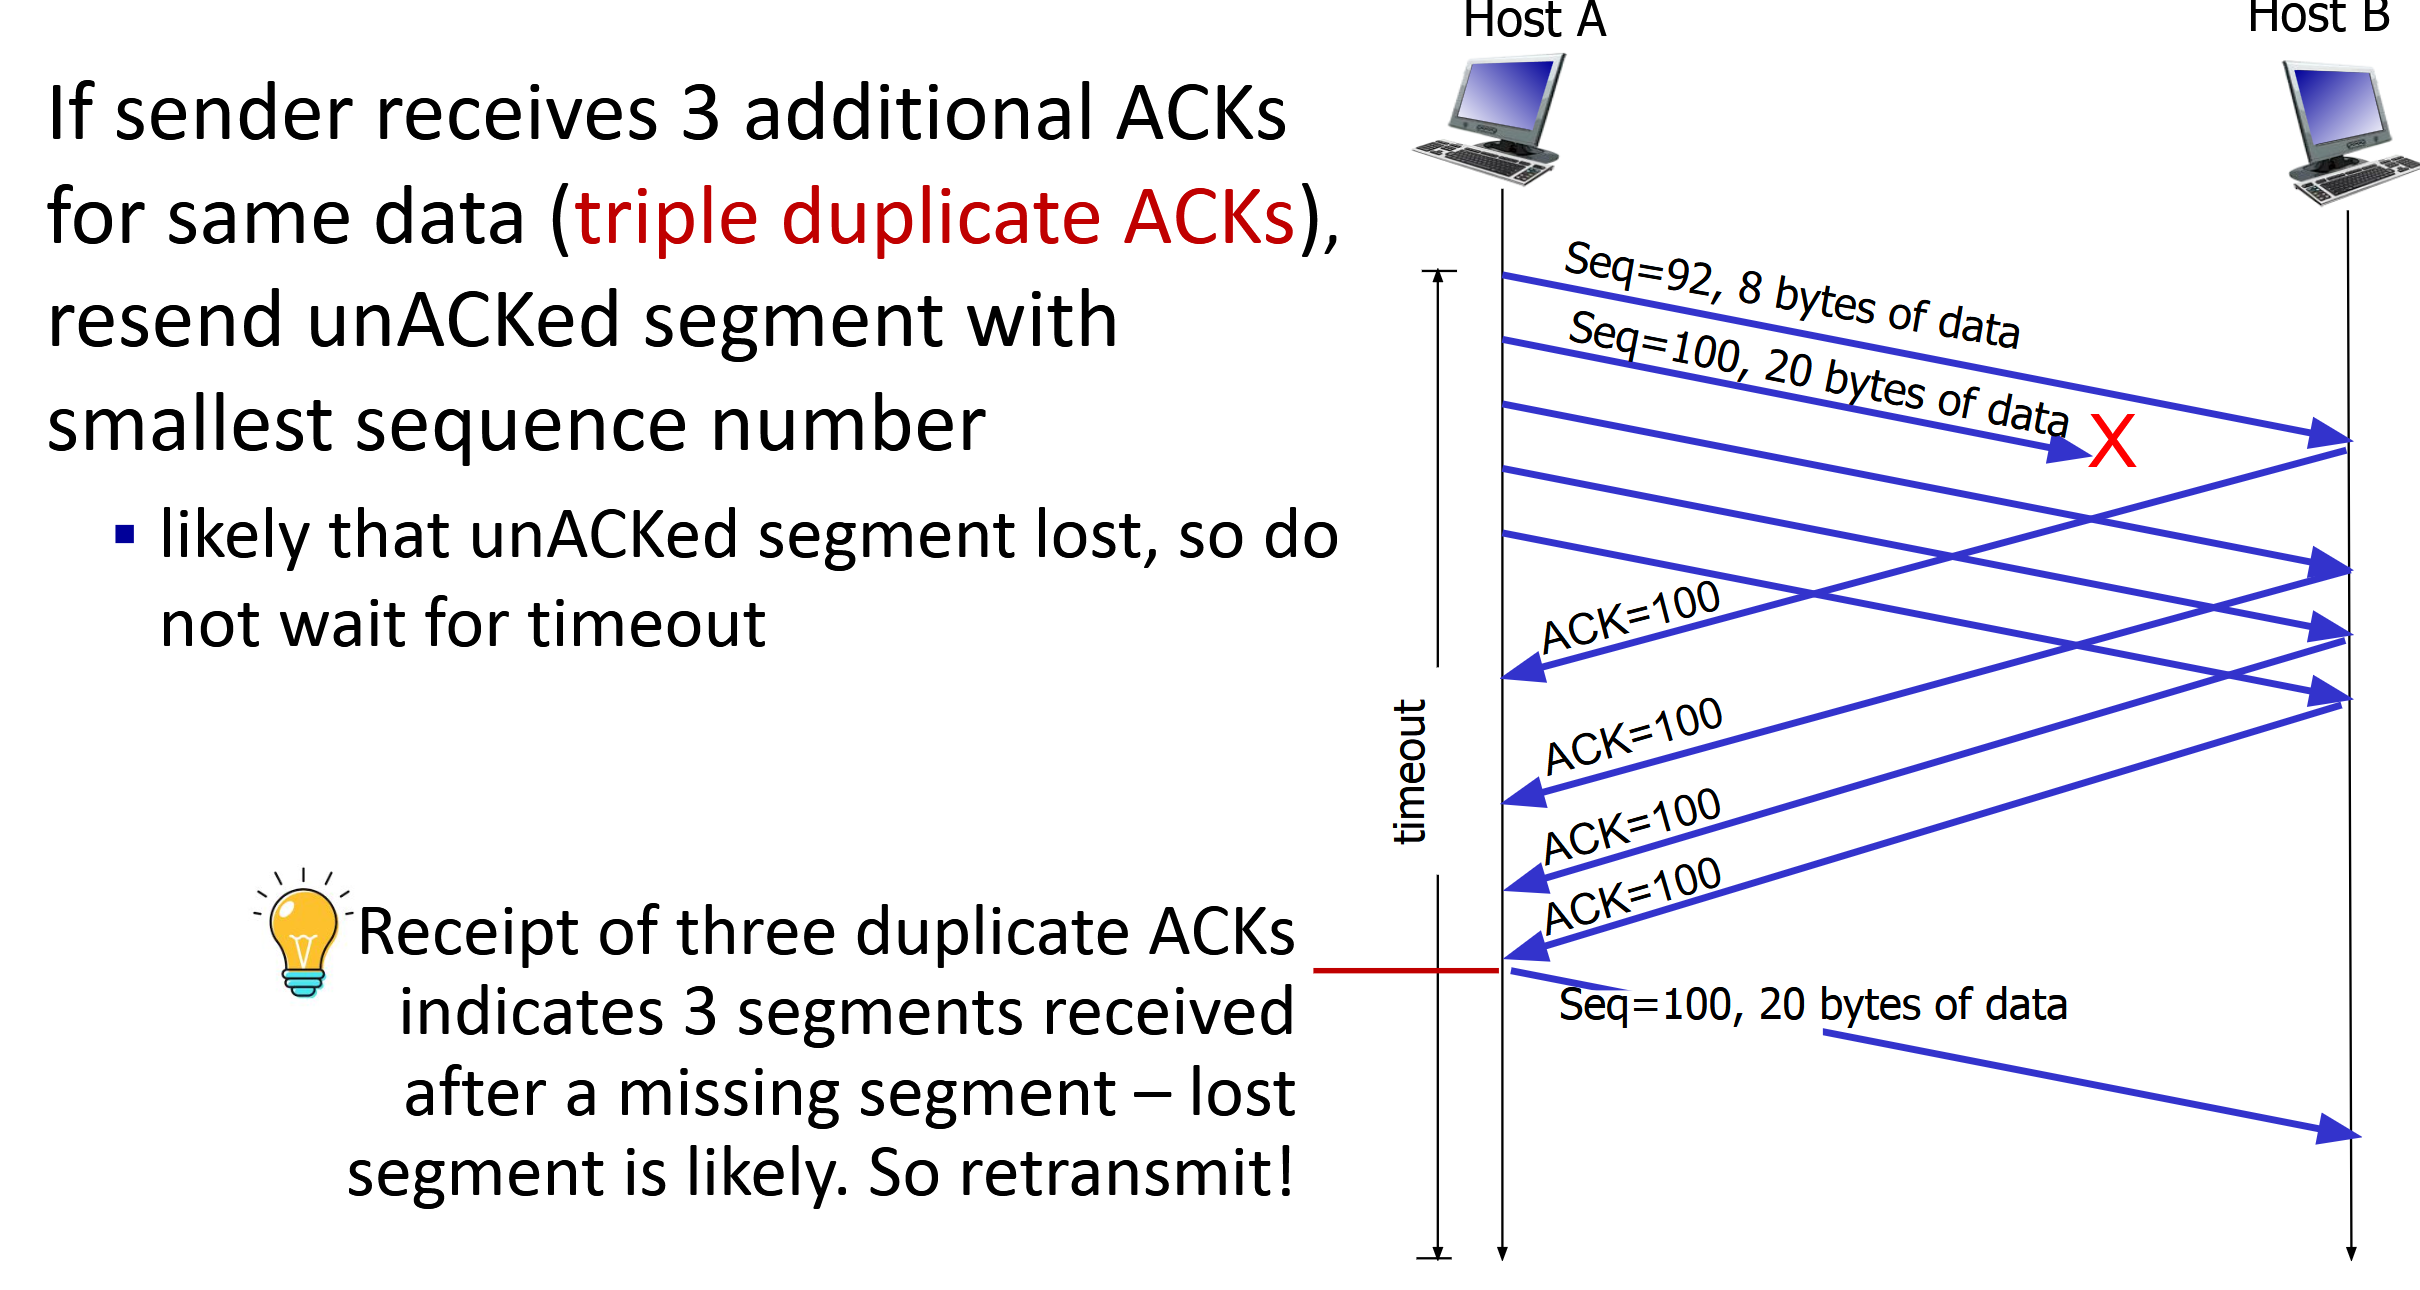 If sender receives 3 additional ACKs
for same data (triple duplicate ACKs),
resend unACKed segment with
smallest sequence number
▪ likely that unACKed segment lost, so do
not wait for timeout
Receipt of three duplicate ACKs
indicates 3 segments received
after a missing segment – lost
segment is likely. So retransmit!
Host A
Host B
Seq=92, 8 bytes of data
Seq=100, 20 bytes of data
X
ACK=100
timeout
ACK=100
ACK=100
ACK=100
Seq=100, 20 bytes of data